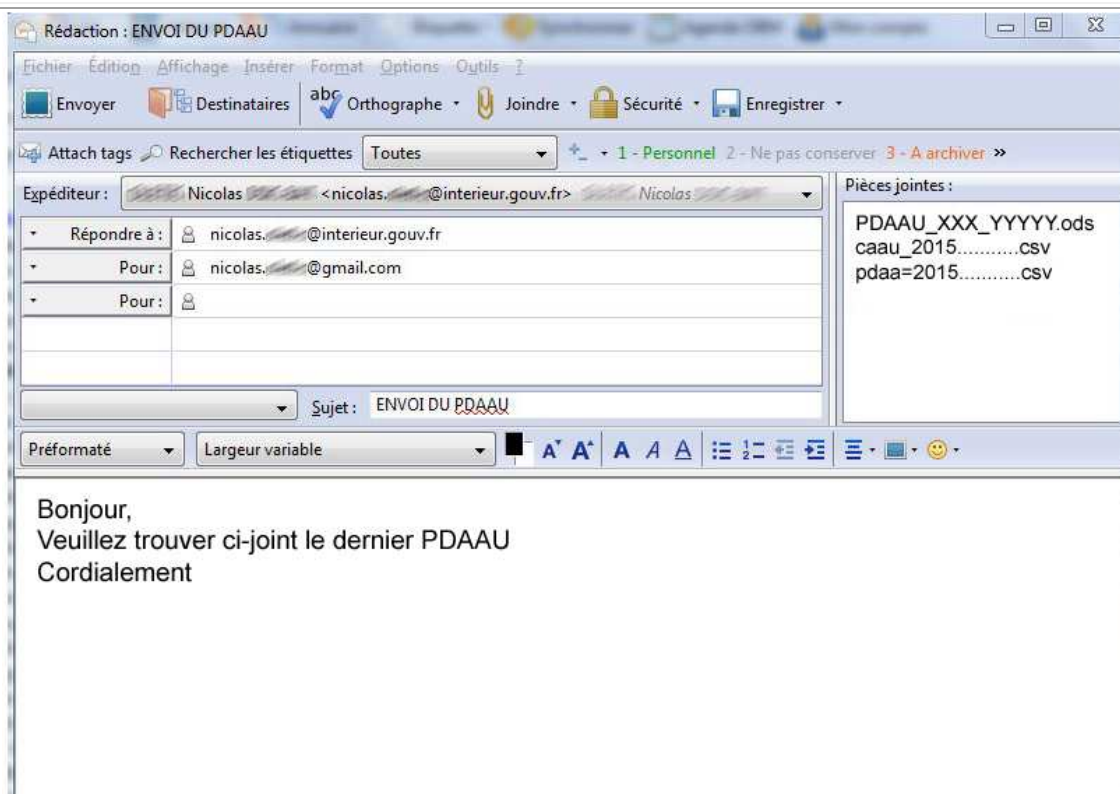 Rédaction : ENVOI DU PDAAU
Fichier Édition Affichage Insérer Format Options Outils ?
Envoyer Destinataires Orthographe Joindre Sécurité Enregistrer
Attach tags Rechercher les étiquettes Toutes 1 - Personnel 2 - Ne pas conserver 3 - A archiver »
Expéditeur : Nicolas <nicolas. @interieur.gouv.fr> Nicolas
Pièces jointes :
Répondre à : nicolas. @interieur.gouv.fr
PDAAU_XXX_YYYYY.ods
caau_2015...........csv
Pour : nicolas. @gmail.com
pdaa=2015...........csv
Pour :
Sujet : ENVOI DU PDAAU
Préformaté Largeur variable
Bonjour,
Veuillez trouver ci-joint le dernier PDAAU
Cordialement